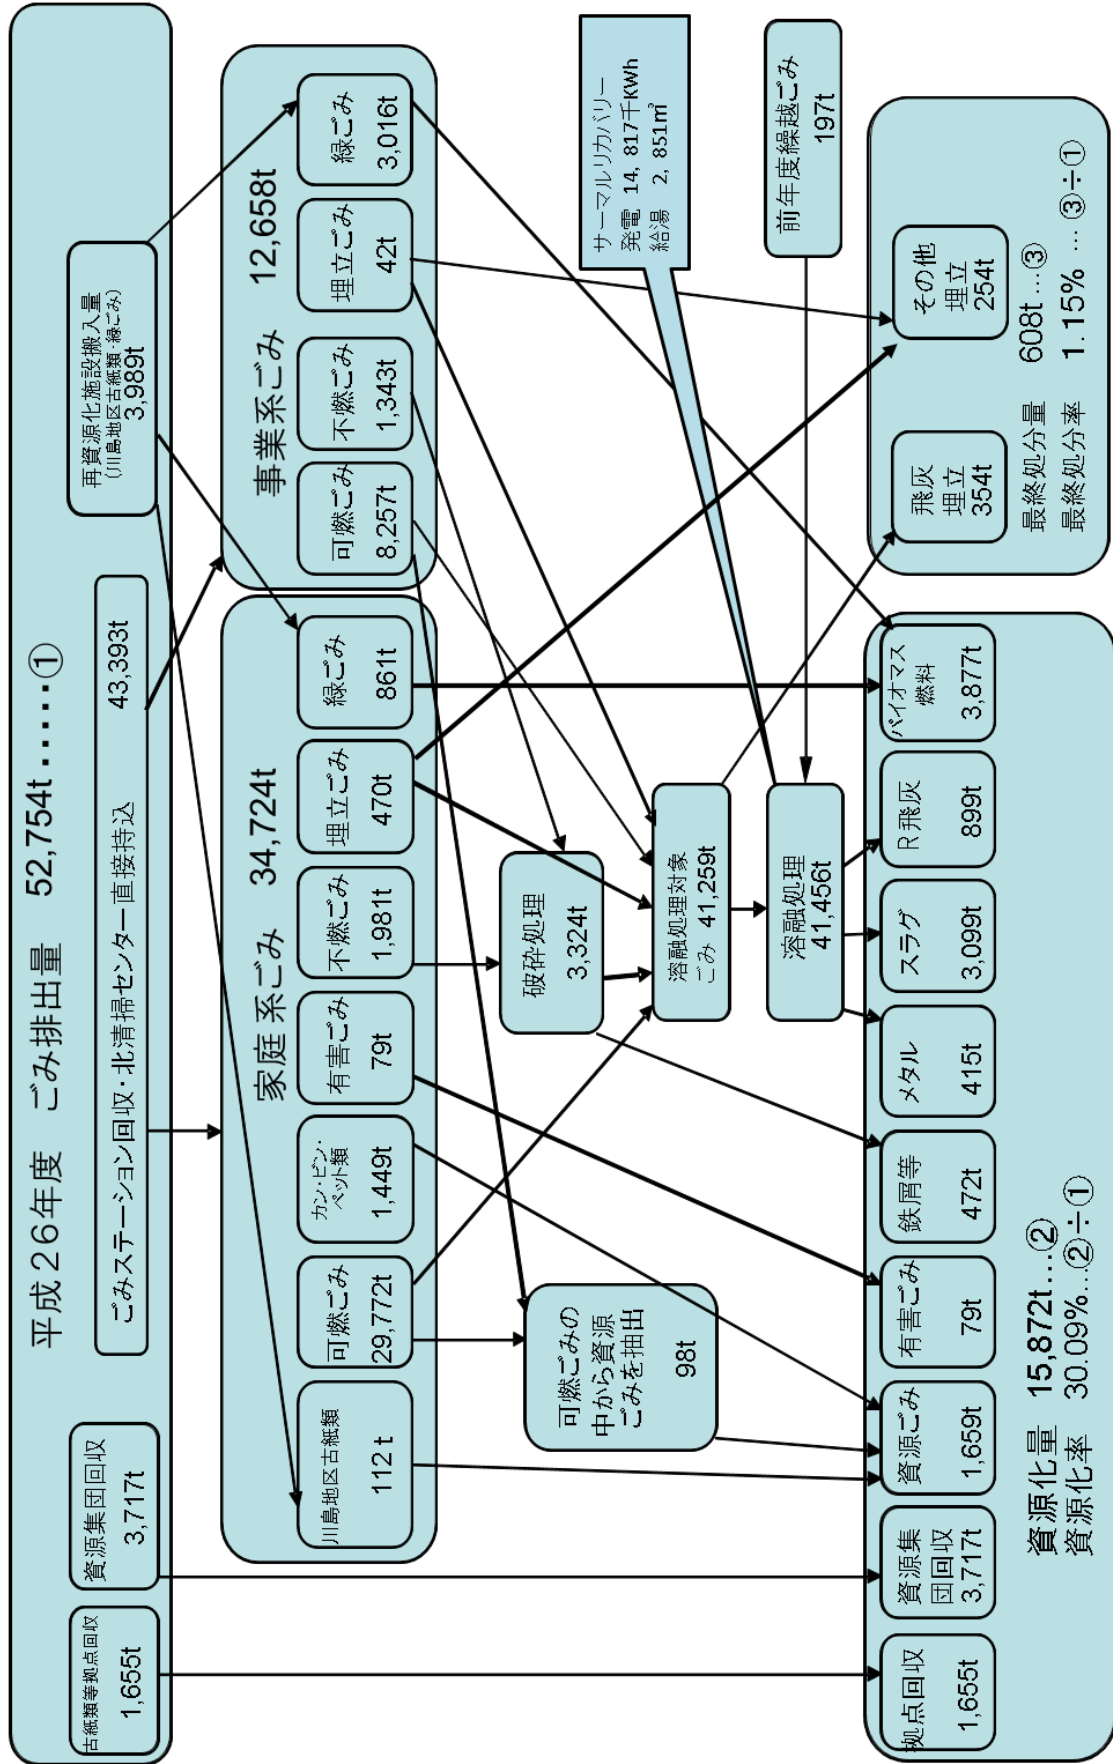 平成26年度　ごみ排出量　52,754t‥‥‥①
古紙類等拠点回収
1,655t
資源集団回収
3,717t
ごみステーション回収・北清掃センター直接持込　43,393t
再資源化施設搬入量
(川島地区古紙類・緑ごみ)
3,989t
家庭系ごみ　34,724t
川島地区古紙類
112 t
可燃ごみ
29,772t
カン・ビン・
ペット類
1,449t
有害ごみ
79t
不燃ごみ
1,981t
埋立ごみ
470t
緑ごみ
861t
事業系ごみ　12,658t
可燃ごみ
8,257t
不燃ごみ
1,343t
埋立ごみ
42t
緑ごみ
3,016t
可燃ごみの
中から資源
ごみを抽出
98t
破砕処理
3,324t
溶融処理対象
ごみ 41,259t
溶融処理
41,456t
サーマルリカバリー
発電　14, 817千KWh
給湯　2, 851㎥
前年度繰越ごみ
197t
拠点回収
1,655t
資源集
団回収
3,717t
資源ごみ
1,659t
有害ごみ
79t
鉄屑等
472t
メタル
415t
スラグ
3,099t
R飛灰
899t
バイオマス
燃料
3,877t
資源化量　15,872t…②
資源化率　30.09%…②÷①
飛灰
埋立
354t
その他
埋立
254t
最終処分量　608t…③
最終処分率　1.15% … ③÷①